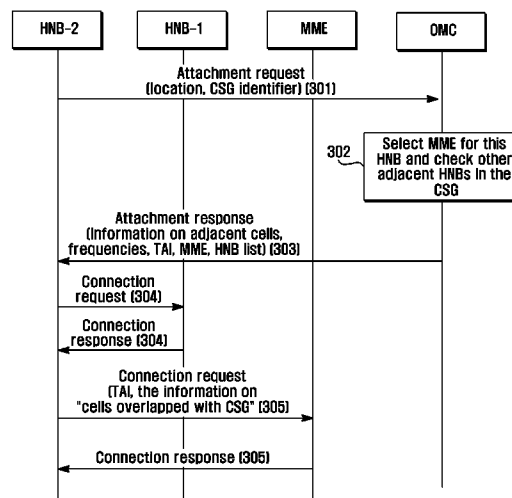 HNB-2
HNB-1
MME
OMC
Attachment request
(location, CSG identifier) (301)
302
Select MME for this
HNB and check other
adjacent HNBs in the
CSG
Attachment response
(Information on adjacent cells,
frequencies, TAI, MME, HNB list) (303)
Connection
request (304)
Connection
response (304)
Connection request
(TAI, the information on
"cells overlapped with CSG" (305)
Connection response (305)